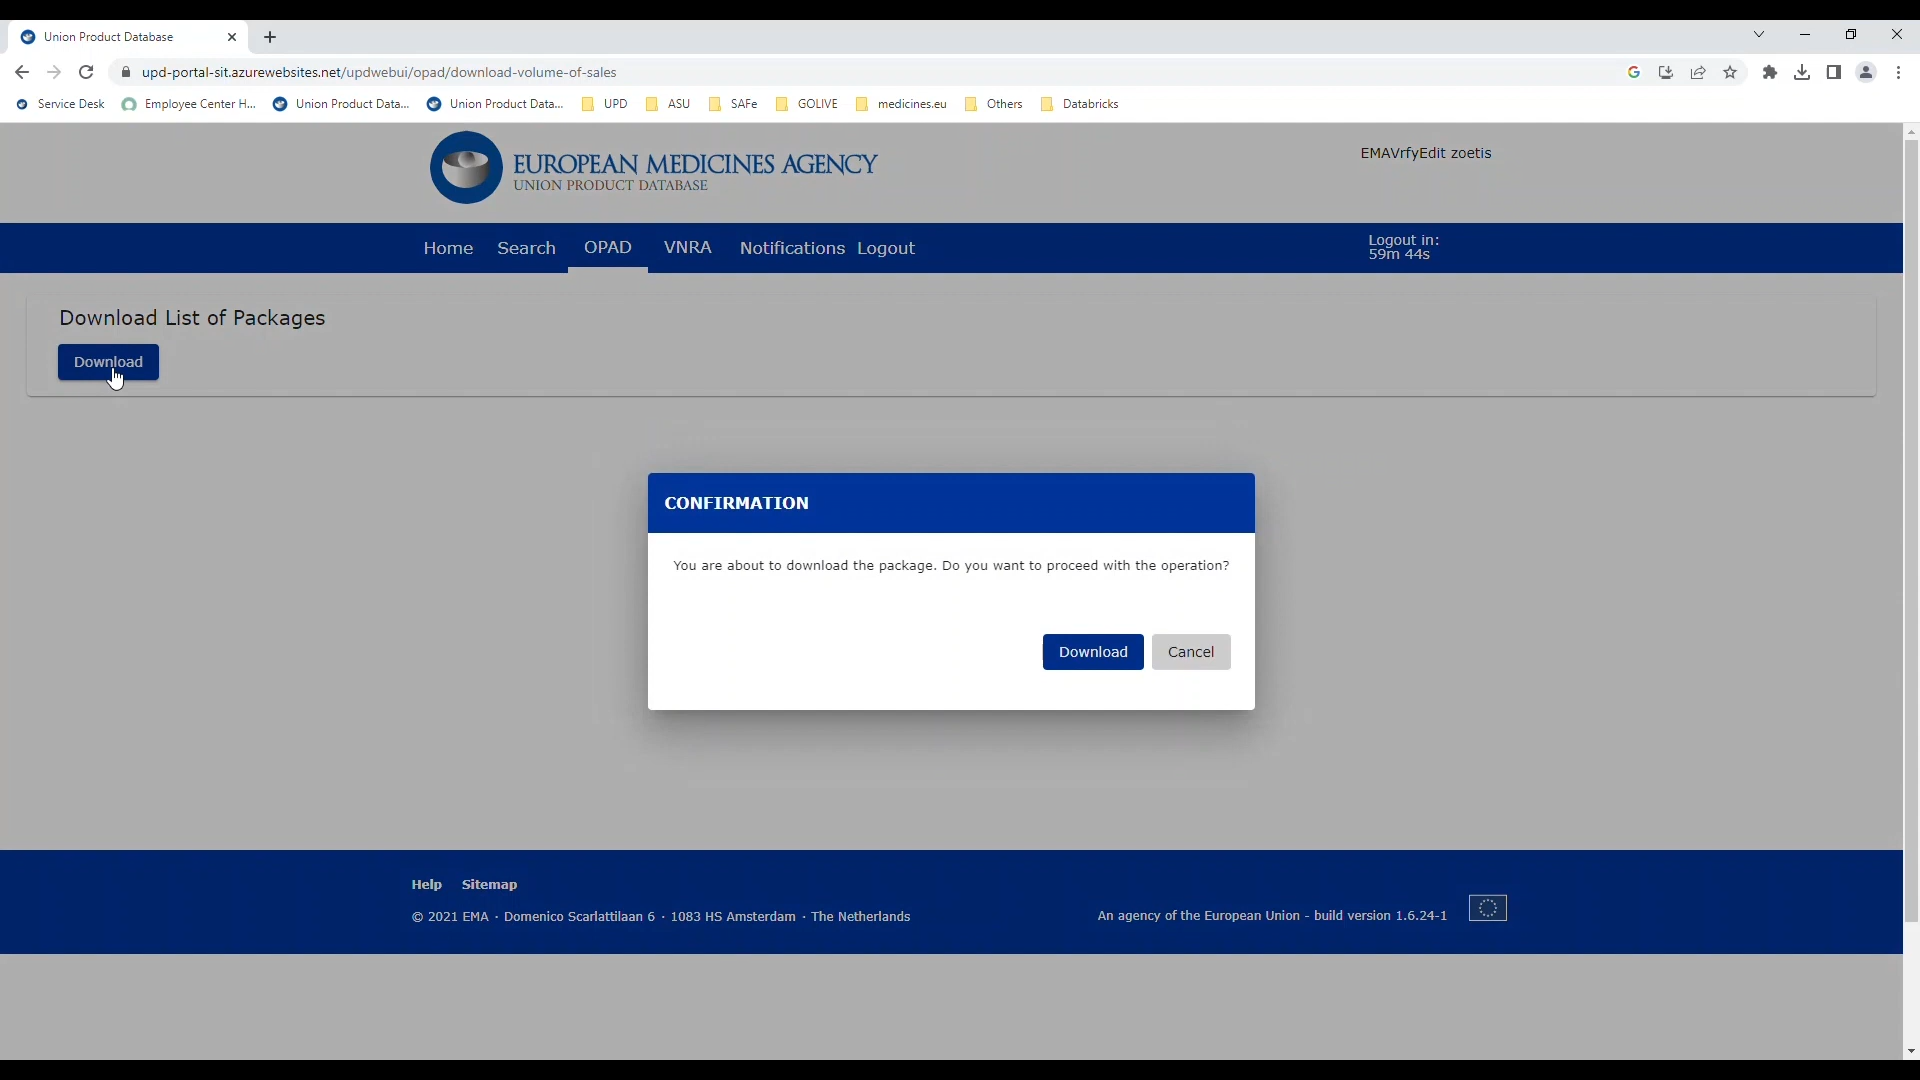 Union Product Database
upd-portal-sit.azurewebsites.net/updwebui/opad/download-volume-of-sales
Service Desk Employee Center H... Union Product Data... Union Product Data... UPD ASU SAFe GOLIVE medicines.eu Others Databricks
EUROPEAN MEDICINES AGENCY
UNION PRODUCT DATABASE
EMAVrfyEdit zoetis
Home Search OPAD VNRA Notifications Logout
Logout in:
59m 44s
Download List of Packages
Download
CONFIRMATION
You are about to download the package. Do you want to proceed with the operation?
Download Cancel
Help Sitemap
© 2021 EMA · Domenico Scarlattilaan 6 · 1083 HS Amsterdam · The Netherlands
An agency of the European Union - build version 1.6.24-1